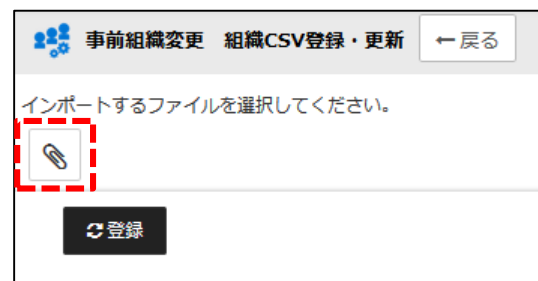 事前組織変更　組織CSV登録・更新 ←戻る
インポートするファイルを選択してください。
登録